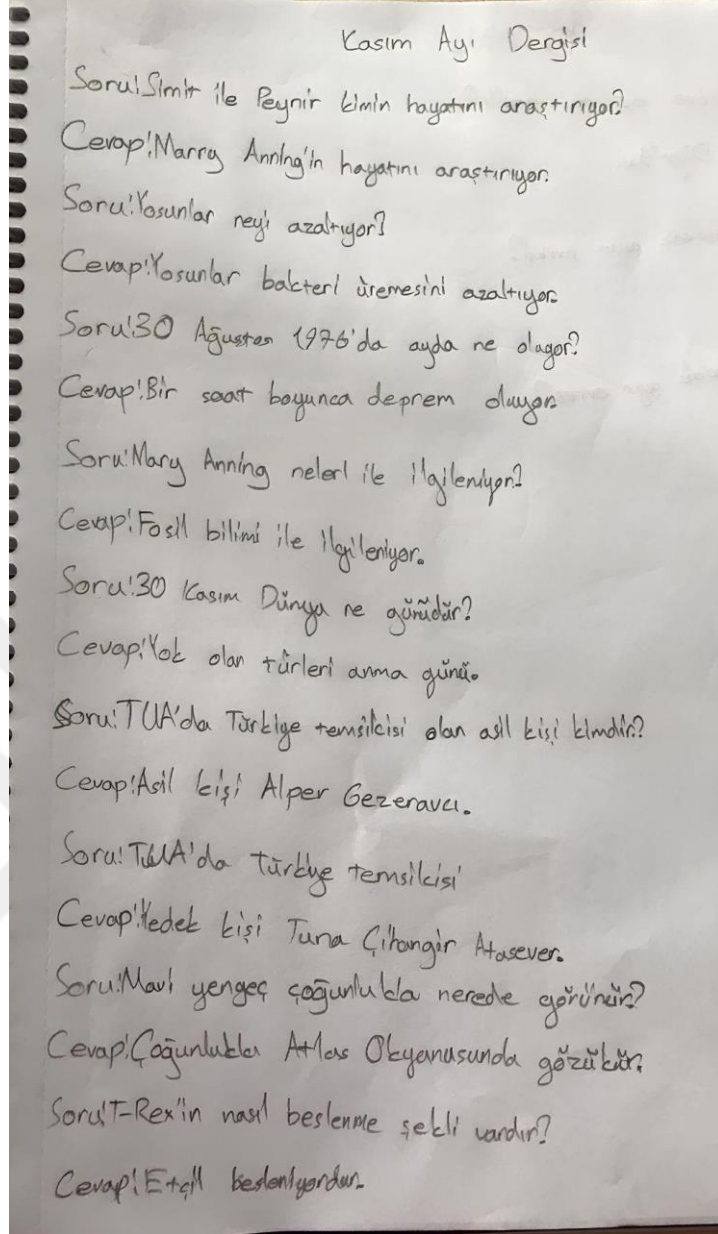 Kasım Ayı Dergisi
Soru: Simit ile Peynir kimin hayatını araştırıyor?
Cevap: Marry Anning'in hayatını araştırıyor.
Soru: Yosunlar neyi azaltıyor?
Cevap: Yosunlar bakteri üremesini azaltıyor.
Soru: 30 Ağustos 1976'da ayda ne oluyor?
Cevap: Bir saat boyunca deprem oluyor.
Soru: Mary Anning neleri ile ilgileniyor?
Cevap: Fosil bilimi ile ilgileniyor.
Soru: 30 Kasım Dünya ne günüdür?
Cevap: Yok olan türleri anma günü.
Soru: TUA'da Türkiye temsilcisi olan asil kişi kimdir?
Cevap: Asil kişi Alper Gezeravcı.
Soru: TUA'da Türkiye temsilcisi
Cevap: Yedek kişi Tuna Çihangir Atasever.
Soru: Mavi yengeç çoğunlukla nerede görünür?
Cevap: Çoğunlukla Atlas Okyanusunda gözükür.
Soru: T-Rex'in nasıl beslenme şekli vardır?
Cevap: Etçil besleniyordur.